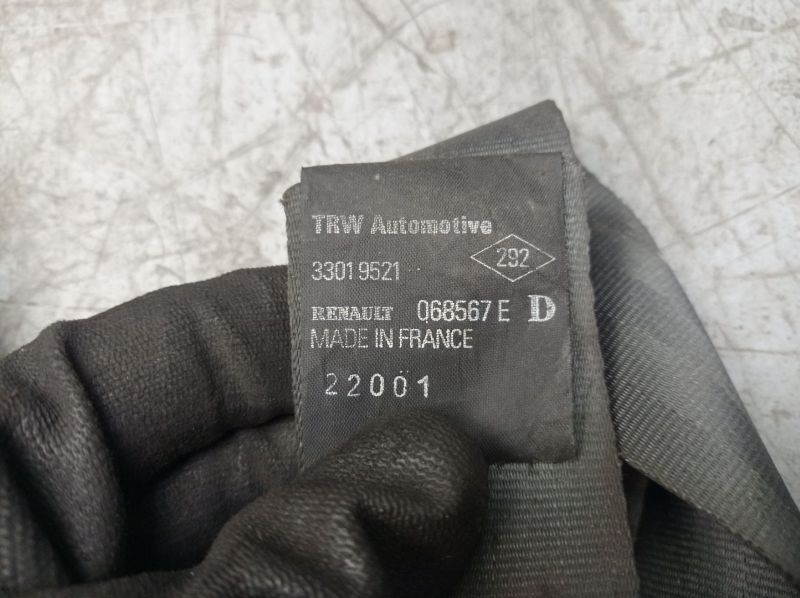 TRW Automotive
33019521 292
RENAULT 068567 E D
MADE IN FRANCE
22001